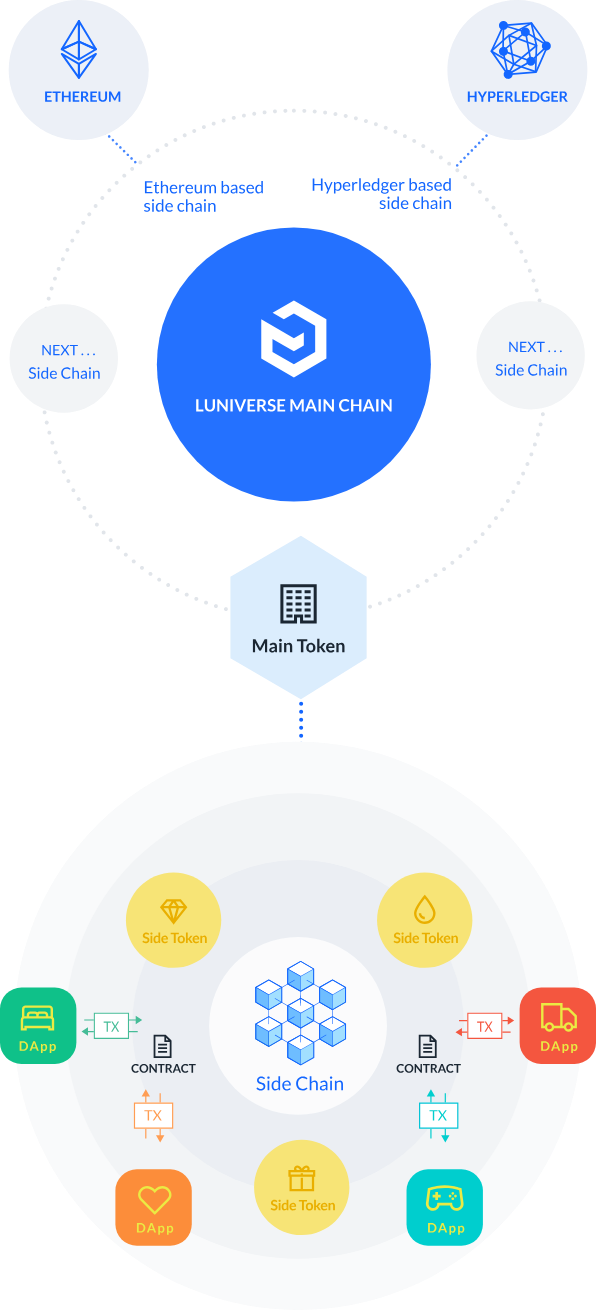 ETHEREUM
HYPERLEDGER
Ethereum based
side chain
Hyperledger based
side chain
NEXT . . .
Side Chain
NEXT . . .
Side Chain
LUNIVERSE MAIN CHAIN
Main Token
Side Token
Side Token
DApp
TX
CONTRACT
Side Chain
TX
DApp
CONTRACT
TX
TX
DApp
Side Token
DApp